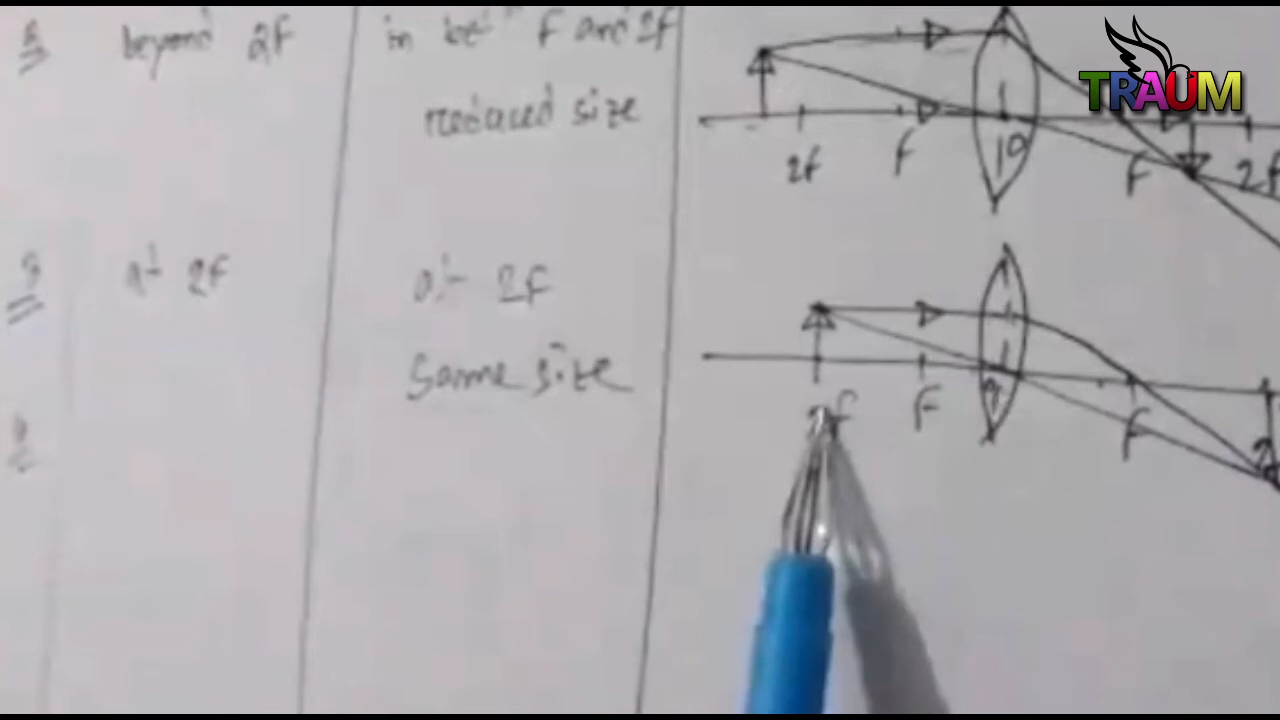 beyond 2F
in bet F and 2F
reduced size
TRAUM
2F F F 2F
at 2F
at 2F
same size
F F
2F